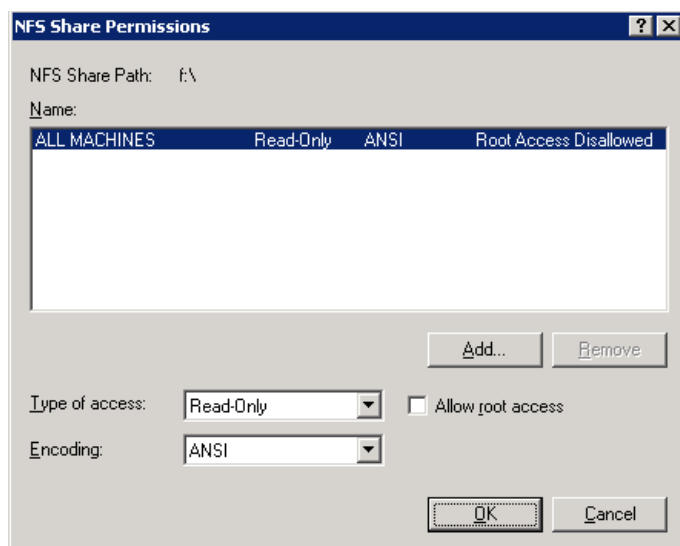 NFS Share Permissions
NFS Share Path: f:\
Name:
ALL MACHINES Read-Only ANSI Root Access Disallowed
Add... Remove
Type of access: Read-Only Allow root access
Encoding: ANSI
OK Cancel